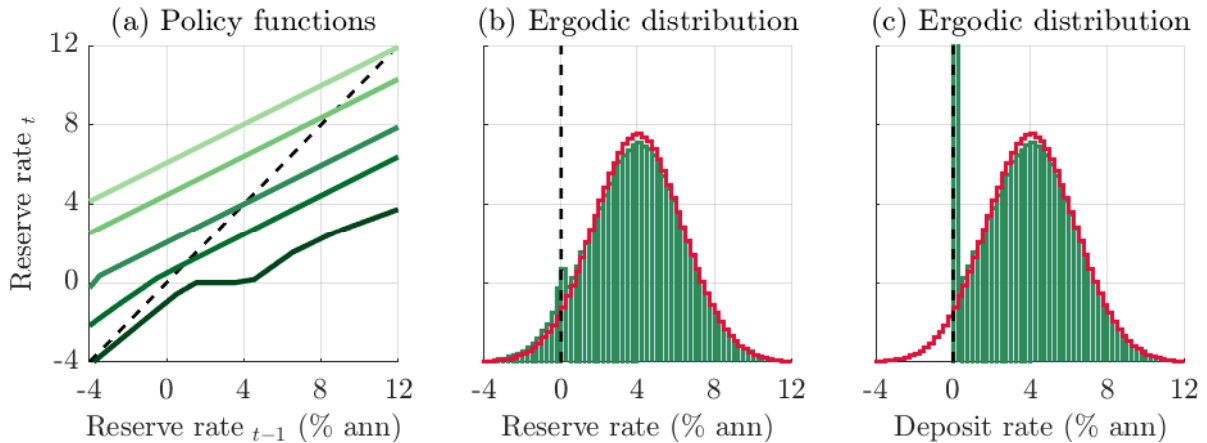 (a) Policy functions
12
8
4
0
-4
-4 0 4 8 12
Reserve rate t
Reserve rate t−1 (% ann)
(b) Ergodic distribution
-4 0 4 8 12
Reserve rate (% ann)
(c) Ergodic distribution
-4 0 4 8 12
Deposit rate (% ann)